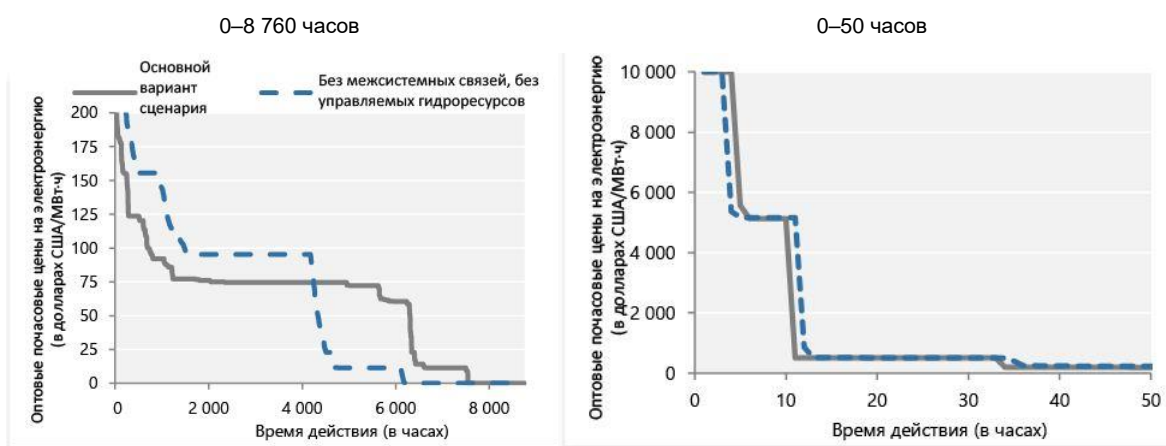 0–8 760 часов
Оптовые почасовые цены на электроэнергию
(в долларах США/МВт·ч)
Основной
вариант
сценария
Без межсистемных связей, без
управляемых гидроресурсов
200
175
150
125
100
75
50
25
0
0
2 000
4 000
6 000
8 000
Время действия (в часах)
0–50 часов
Оптовые почасовые цены на электроэнергию
(в долларах США/МВт·ч)
10 000
8 000
6 000
4 000
2 000
0
0
10
20
30
40
50
Время действия (в часах)